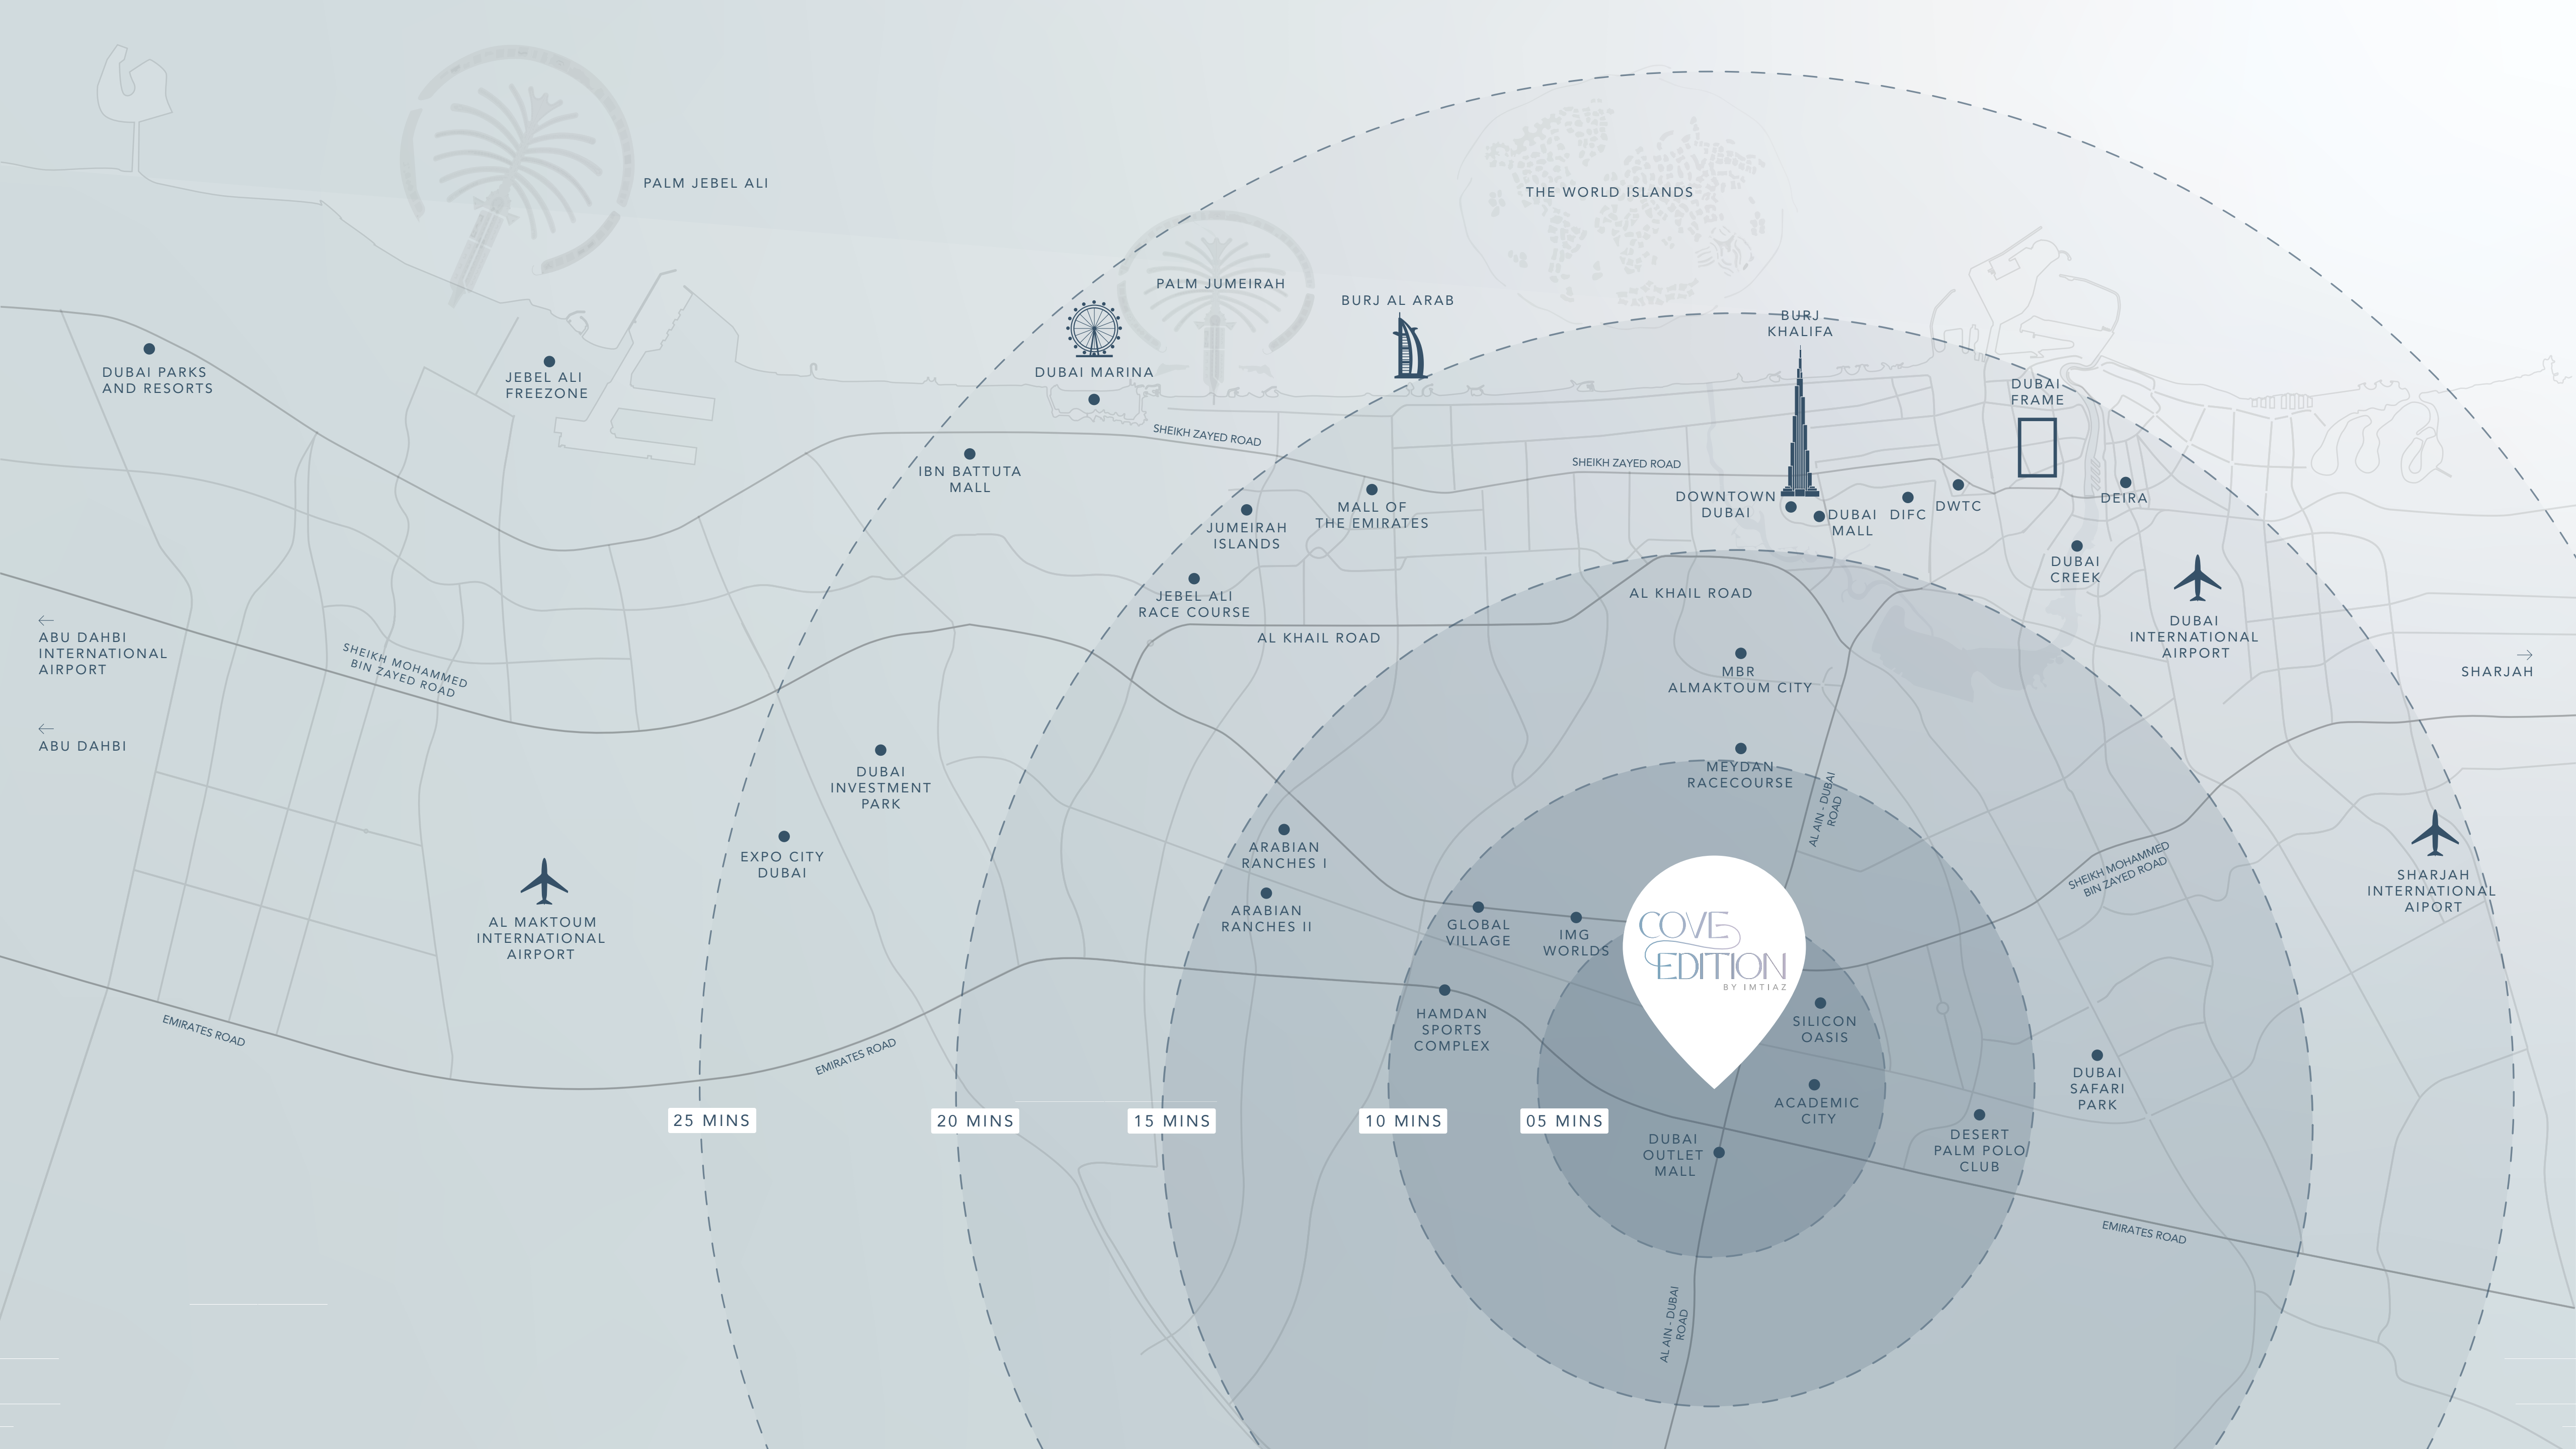 PALM JEBEL ALI
THE WORLD ISLANDS
PALM JUMEIRAH
BURJ AL ARAB
BURJ
KHALIFA
DUBAI PARKS
AND RESORTS
JEBEL ALI
FREEZONE
DUBAI MARINA
DUBAI
FRAME
SHEIKH ZAYED ROAD
SHEIKH ZAYED ROAD
IBN BATTUTA
MALL
JUMEIRAH
ISLANDS
MALL OF
THE EMIRATES
DOWNTOWN
DUBAI
DUBAI
MALL
DIFC
DWTC
DEIRA
JEBEL ALI
RACE COURSE
AL KHAIL ROAD
AL KHAIL ROAD
DUBAI
CREEK
DUBAI
INTERNATIONAL
AIRPORT
←
ABU DAHBI
INTERNATIONAL
AIRPORT
SHEIKH MOHAMMED
BIN ZAYED ROAD
→
SHARJAH
MBR
ALMAKTOUM CITY
←
ABU DAHBI
DUBAI
INVESTMENT
PARK
MEYDAN
RACECOURSE
AL AIN - DUBAI
ROAD
EXPO CITY
DUBAI
ARABIAN
RANCHES I
ARABIAN
RANCHES II
SHEIKH MOHAMMED
BIN ZAYED ROAD
SHARJAH
INTERNATIONAL
AIPORT
AL MAKTOUM
INTERNATIONAL
AIRPORT
GLOBAL
VILLAGE
IMG
WORLDS
COVE
EDITION
BY IMTIAZ
HAMDAN
SPORTS
COMPLEX
SILICON
OASIS
EMIRATES ROAD
EMIRATES ROAD
DUBAI
SAFARI
PARK
ACADEMIC
CITY
25 MINS
20 MINS
15 MINS
10 MINS
05 MINS
DUBAI
OUTLET
MALL
DESERT
PALM POLO
CLUB
EMIRATES ROAD
AL AIN - DUBAI
ROAD